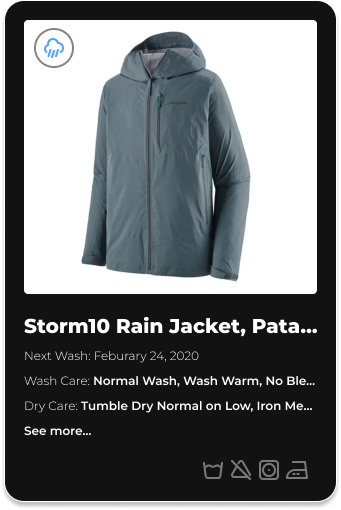 Storm10 Rain Jacket, Pata...
Next Wash: Feburary 24, 2020
Wash Care: Normal Wash, Wash Warm, No Ble...
Dry Care: Tumble Dry Normal on Low, Iron Me...
See more...